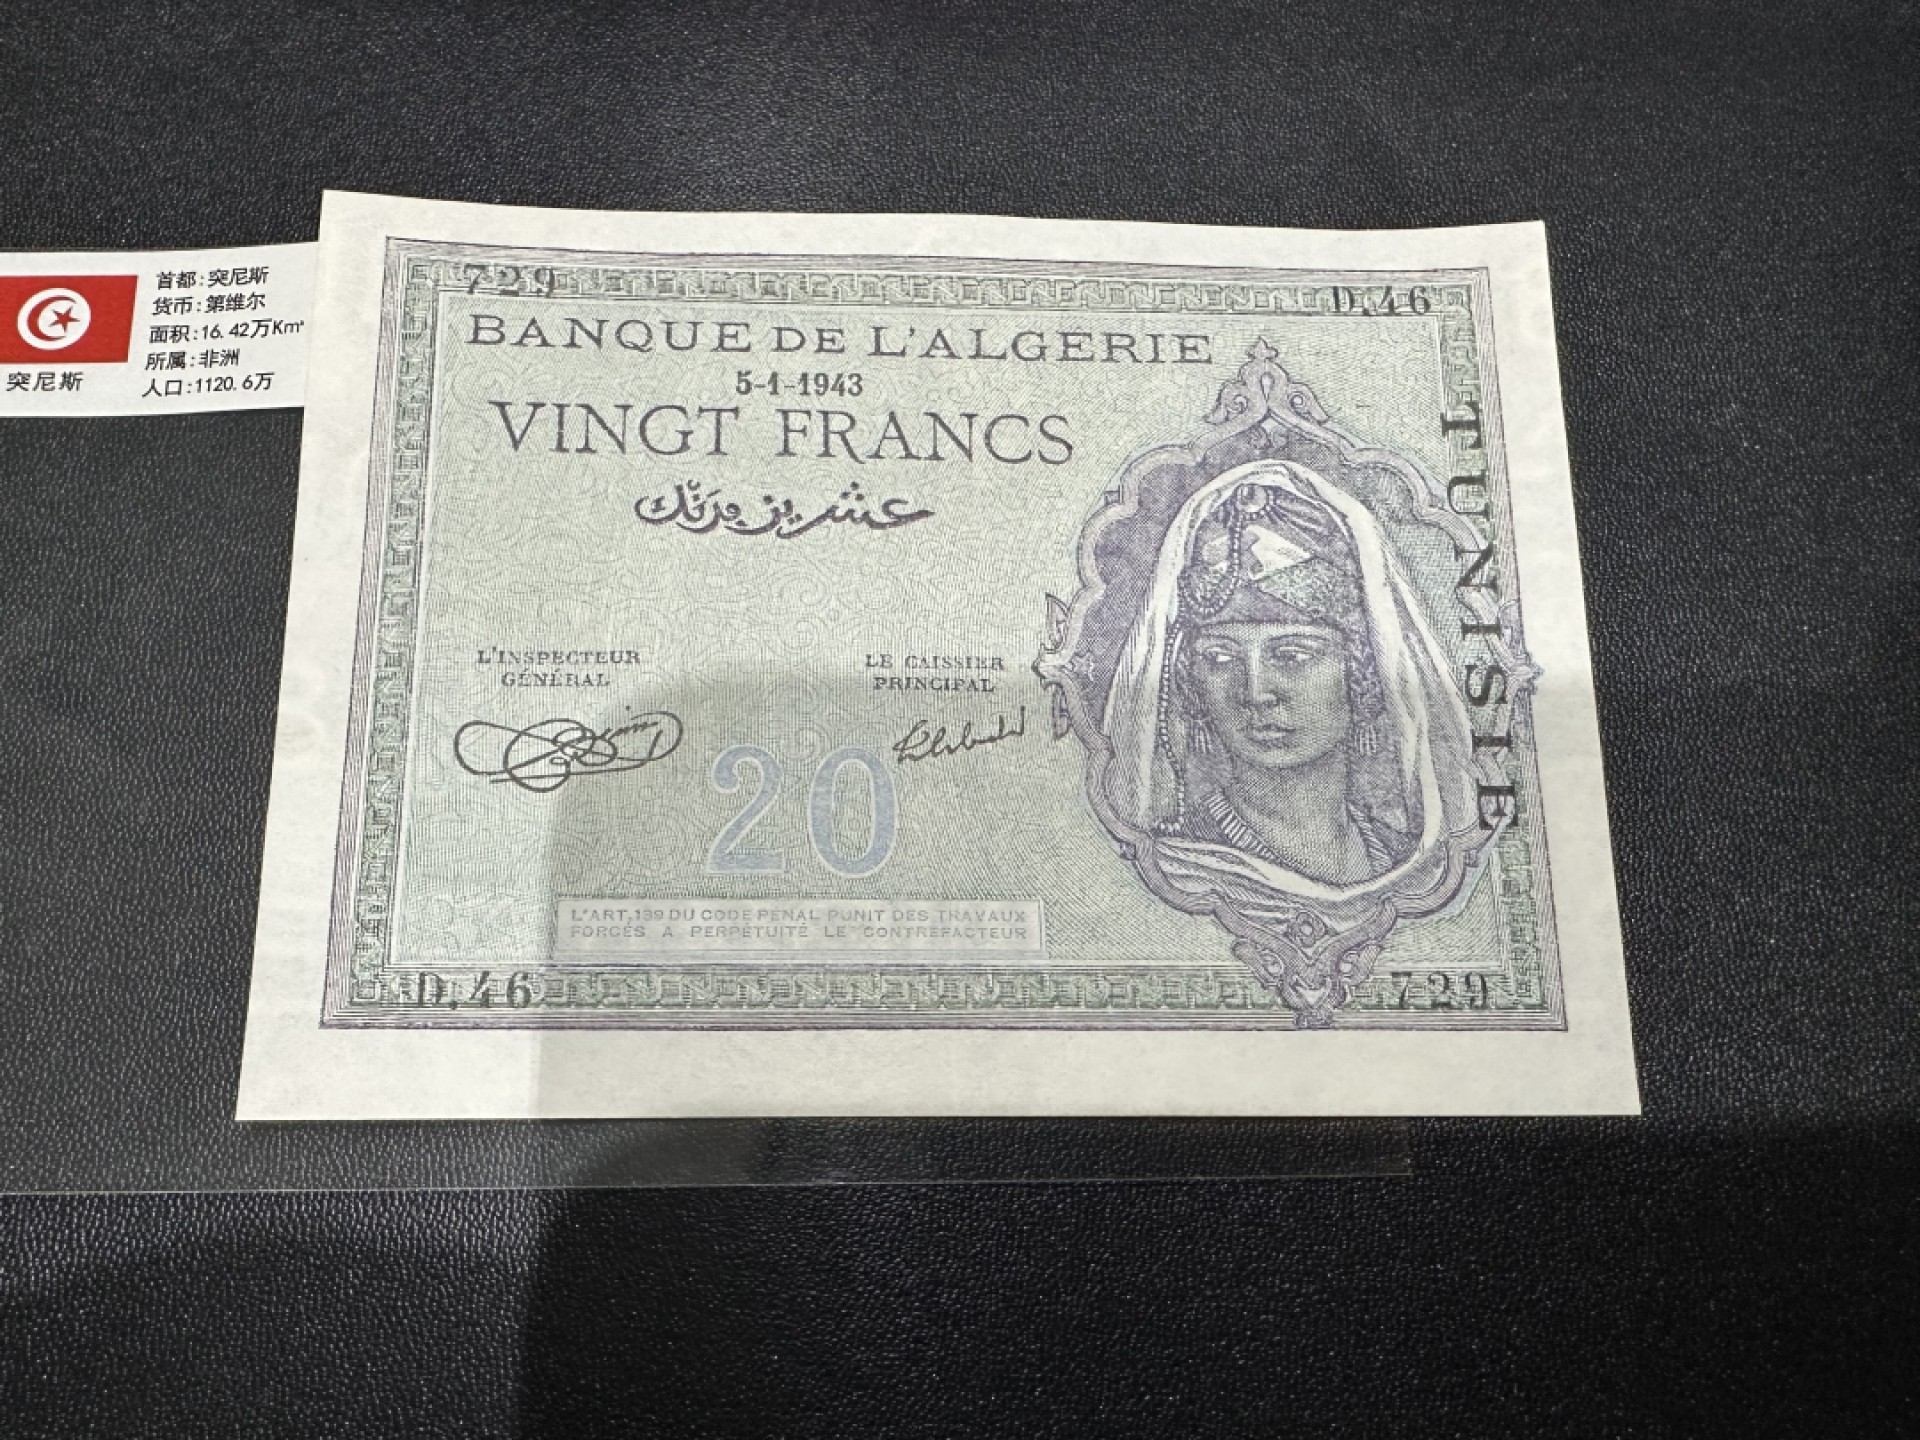 首都:突尼斯
货币:第维尔
面积:16.42万Km²
所属:非洲
人口:1120.6万
突尼斯
729
D.46
BANQUE DE L'ALGERIE
5-1-1943
VINGT FRANCS
عشرين فرنك
TUNISIE
L'INSPECTEUR
GÉNÉRAL
LE CAISSIER
PRINCIPAL
20
L'ART.139 DU CODE PÉNAL PUNIT DES TRAVAUX
FORCÉS A PERPÉTUITÉ LE CONTREFACTEUR
D.46
729